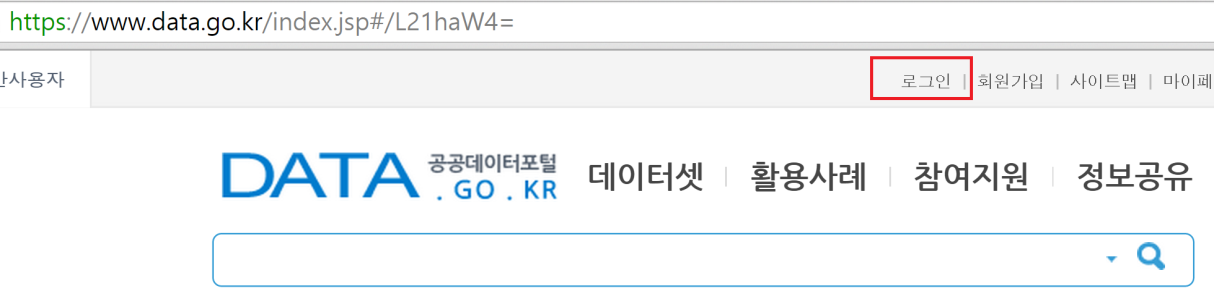 https://www.data.go.kr/index.jsp#/L21haW4=
사용자 로그인 | 회원가입 | 사이트맵 | 마이페
DATA 공공데이터포털 데이터셋 | 활용사례 | 참여지원 | 정보공유
.GO.KR